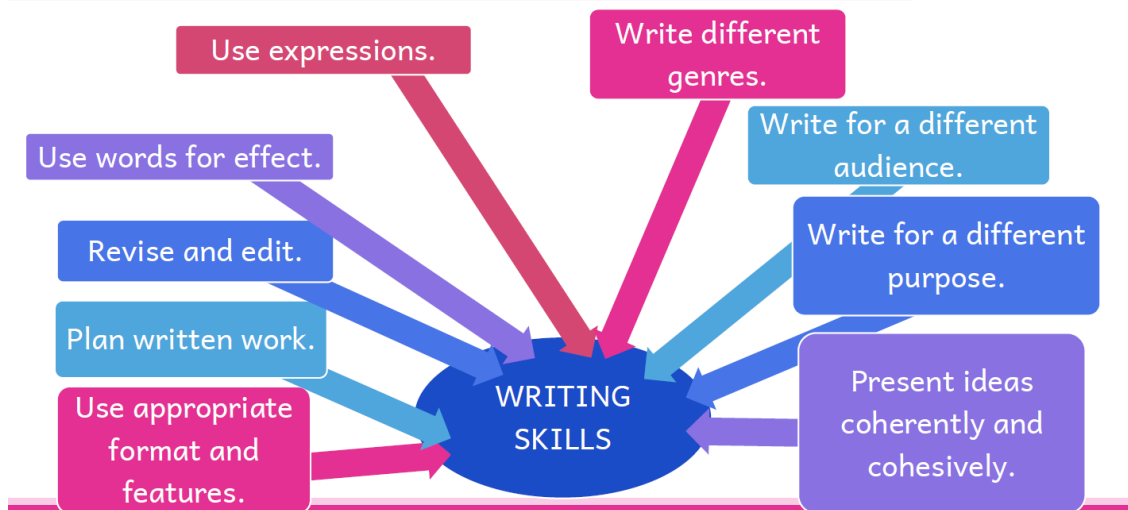 Use expressions.
Write different
genres.
Write for a different
audience.
Use words for effect.
Write for a different
purpose.
Revise and edit.
Plan written work.
Present ideas
coherently and
cohesively.
Use appropriate
format and
features.
WRITING
SKILLS